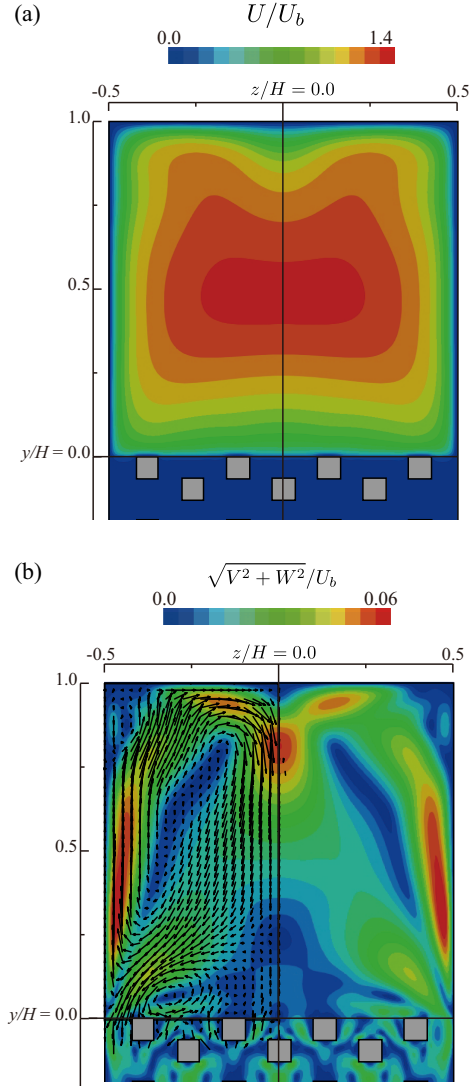 (a)
U/U_b
0.0 1.4
-0.5 z/H = 0.0 0.5
1.0
0.5
y/H = 0.0
(b)
√V² + W²/U_b
0.0 0.06
-0.5 z/H = 0.0 0.5
1.0
0.5
y/H = 0.0